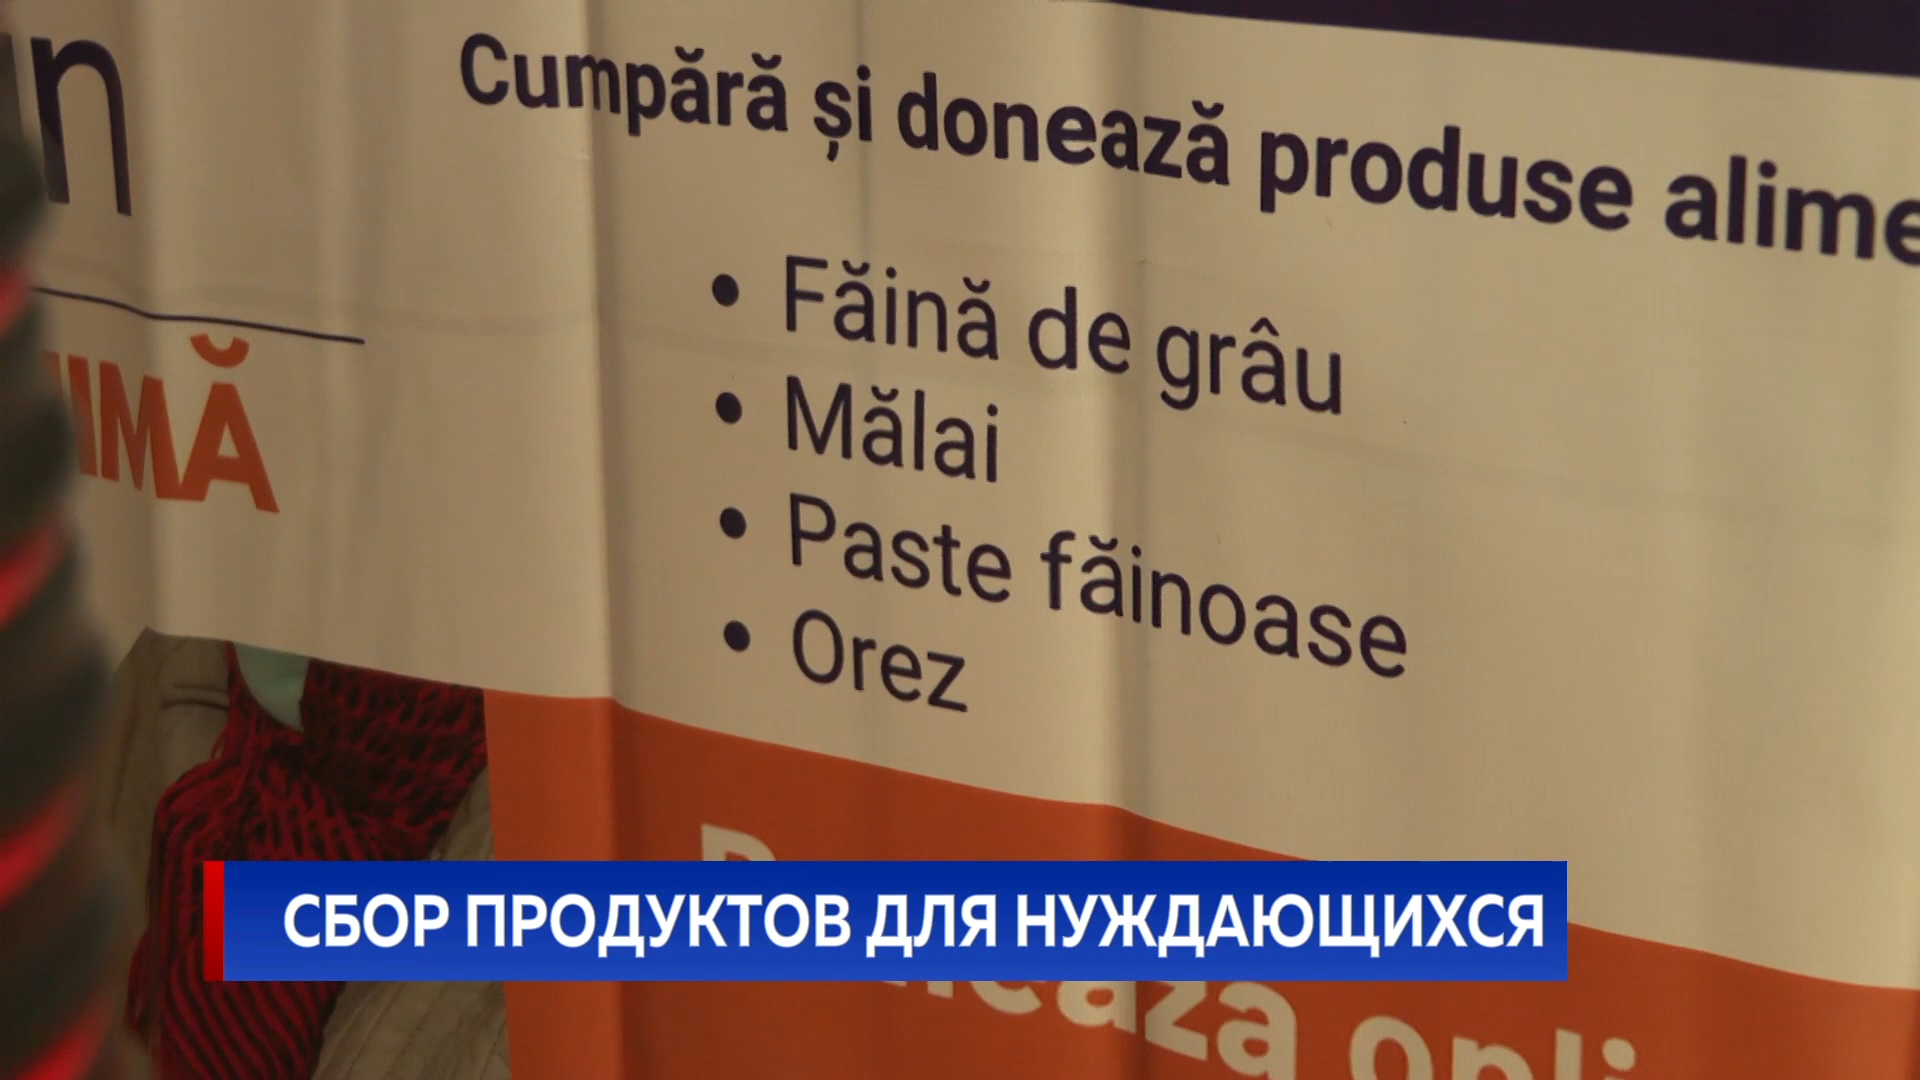 Cumpără și donează produse alime
• Făină de grâu
• Mălai
• Paste făinoase
• Orez
СБОР ПРОДУКТОВ ДЛЯ НУЖДАЮЩИХСЯ